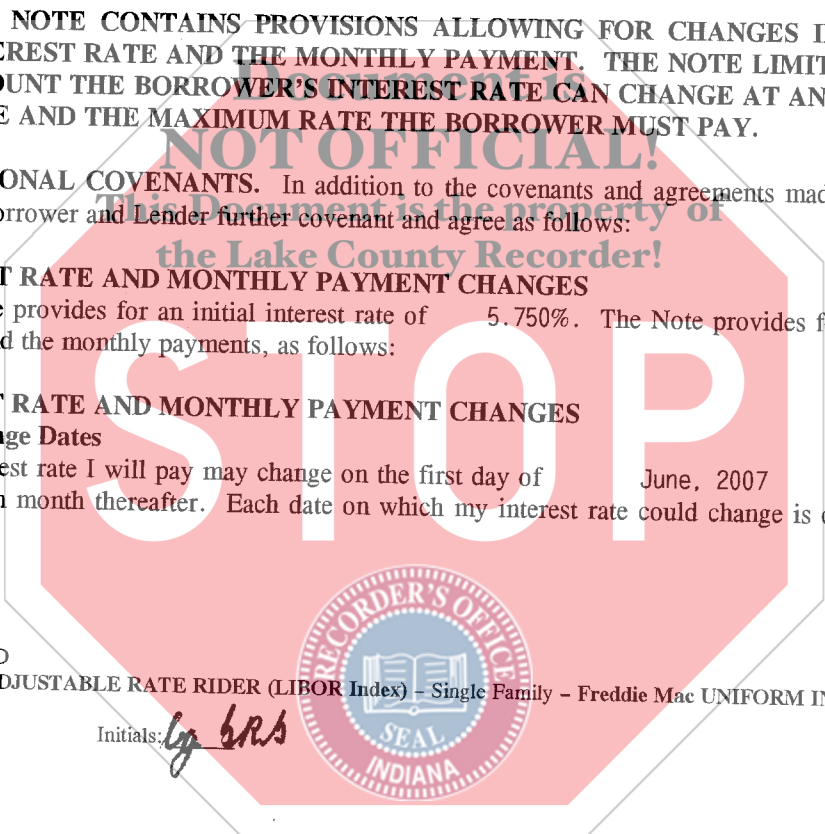 NOTE CONTAINS PROVISIONS ALLOWING FOR CHANGES I
EREST RATE AND THE MONTHLY PAYMENT. THE NOTE LIMIT
OUNT THE BORROWER'S INTEREST RATE CAN CHANGE AT AN
E AND THE MAXIMUM RATE THE BORROWER MUST PAY.
Document is
NOT OFFICIAL!
This Document is the property of
the Lake County Recorder!
ONAL COVENANTS. In addition to the covenants and agreements mad
orrower and Lender further covenant and agree as follows:
T RATE AND MONTHLY PAYMENT CHANGES
e provides for an initial interest rate of 5.750%. The Note provides f
d the monthly payments, as follows:
T RATE AND MONTHLY PAYMENT CHANGES
nge Dates
est rate I will pay may change on the first day of June, 2007
h month thereafter. Each date on which my interest rate could change is c
STOP
RECORDER'S OFFICE
SEAL
INDIANA
DJUSTABLE RATE RIDER (LIBOR Index) – Single Family – Freddie Mac UNIFORM IN
Initials: